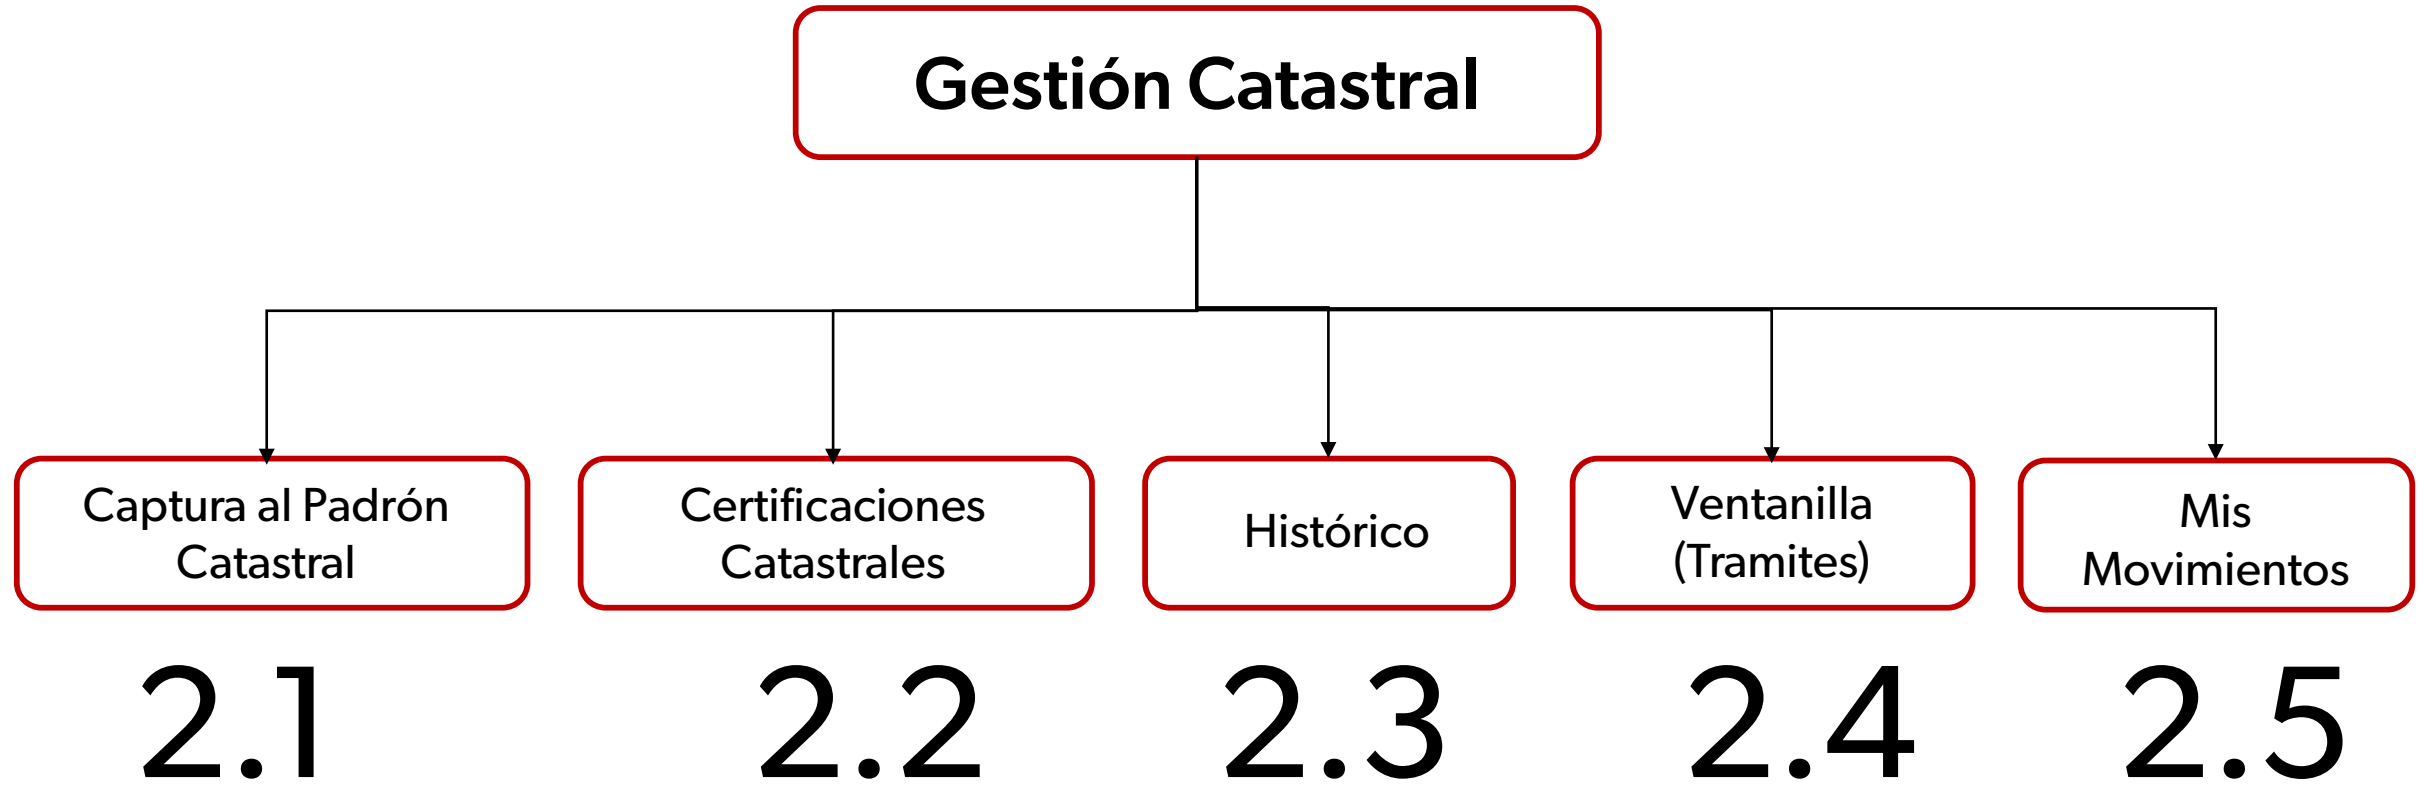 Gestión Catastral
Captura al Padrón
Catastral
Certificaciones
Catastrales
Histórico
Ventanilla
(Tramites)
Mis
Movimientos
2.1
2.2
2.3
2.4
2.5